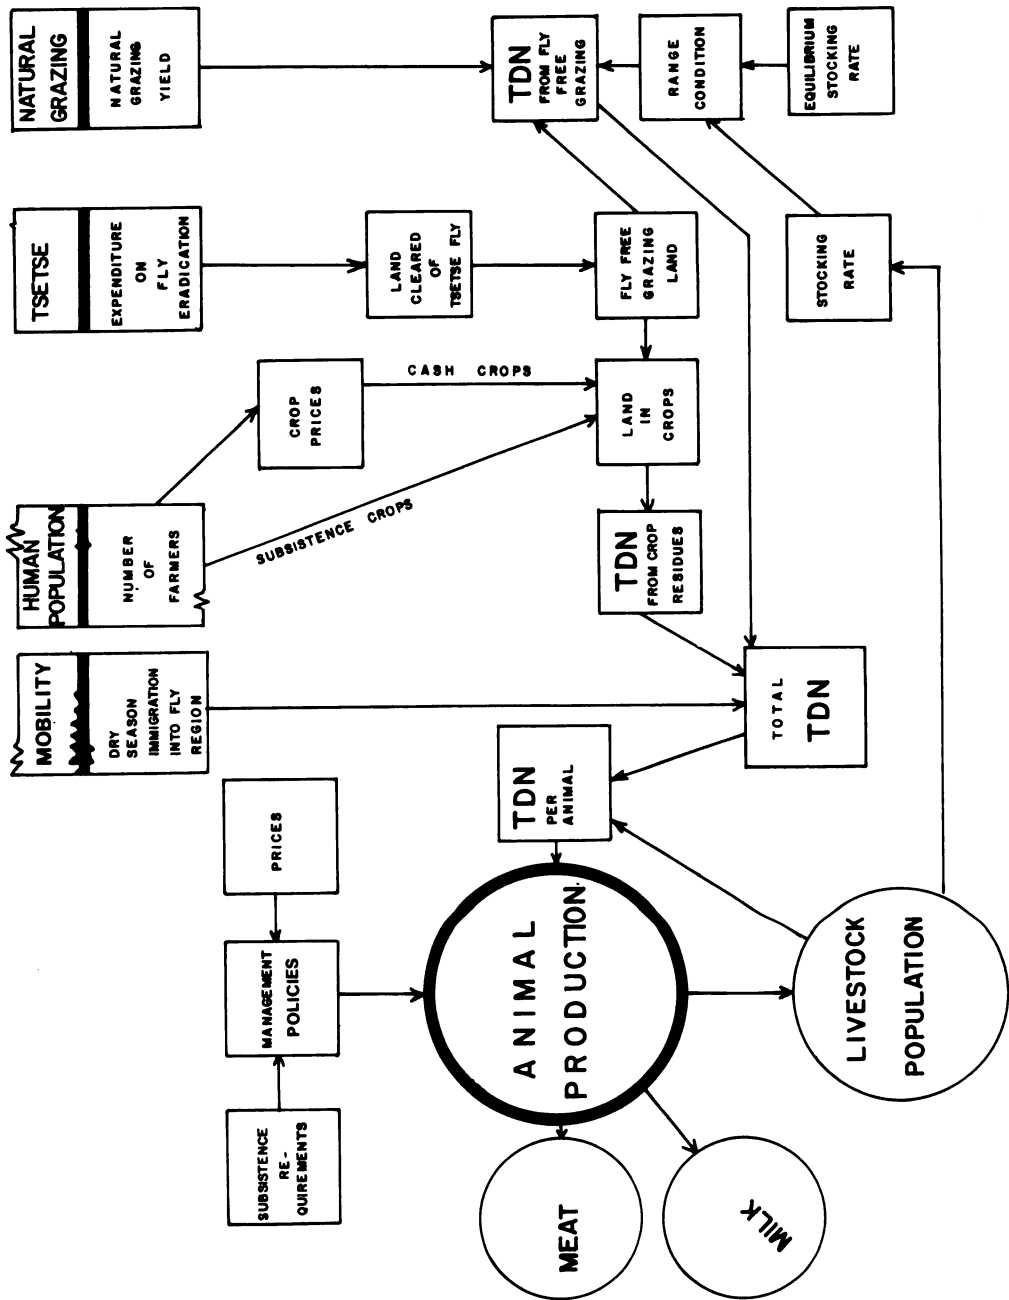 MOBILITY
DRY
SEASON
IMMIGRATION
INTO FLY
REGION
HUMAN
POPULATION
NUMBER
OF
FARMERS
TSETSE
EXPENDITURE
ON
FLY
ERADICATION
NATURAL
GRAZING
NATURAL
GRAZING
YIELD
SUBSISTENCE
RE-
QUIREMENTS
MANAGEMENT
POLICIES
PRICES
SUBSISTENCE CROPS
CROP
PRICES
CASH CROPS
LAND
CLEARED
OF
TSETSE FLY
MEAT
ANIMAL
PRODUCTION
TDN
PER
ANIMAL
TDN
FROM CROP
RESIDUES
LAND
IN
CROPS
FLY FREE
GRAZING
LAND
TDN
FROM FLY
FREE
GRAZING
MILK
TOTAL
TDN
RANGE
CONDITION
LIVESTOCK
POPULATION
STOCKING
RATE
EQUILIBRIUM
STOCKING
RATE